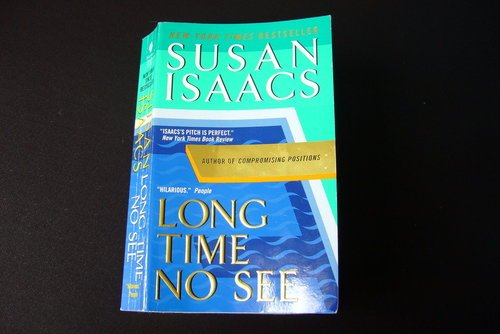 NEW YORK TIMES BESTSELLER
SUSAN
ISAACS
"ISAACS'S PITCH IS PERFECT."
New York Times Book Review
AUTHOR OF COMPROMISING POSITIONS
"HILARIOUS." People
LONG
TIME
NO SEE
SUSAN
ISAACS
LONG TIME
NO SEE